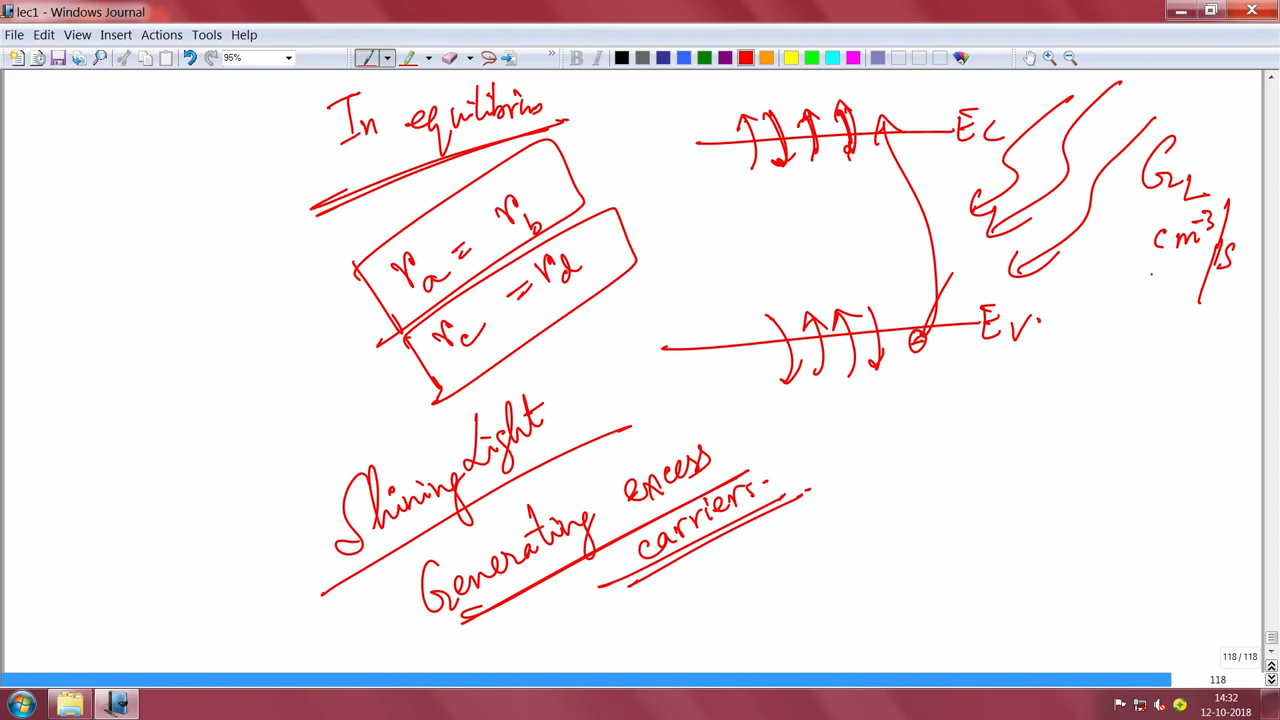 lec1 - Windows Journal
File Edit View Insert Actions Tools Help
95%
B I
In equilibrio
ra = rb
rc = rd
EC
EV
GL
cm-3/s
Shining Light
Generating excess
carriers.
118 / 118
118
14:32
12-10-2018